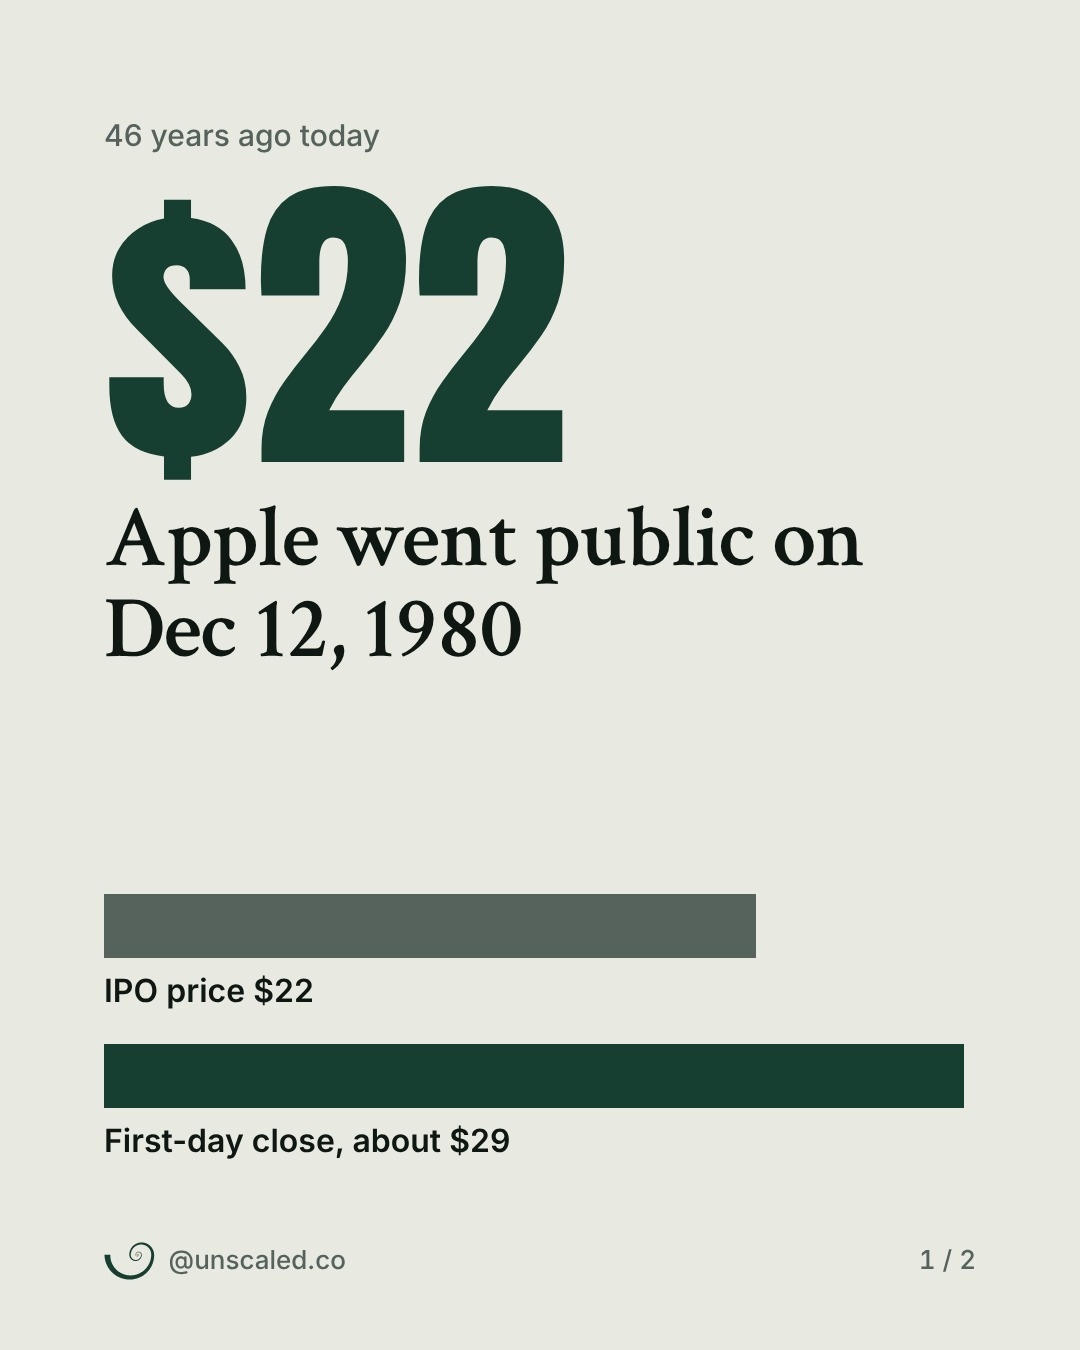 46 years ago today
$22
Apple went public on
Dec 12, 1980
IPO price $22
First-day close, about $29
@unscaled.co
1 / 2